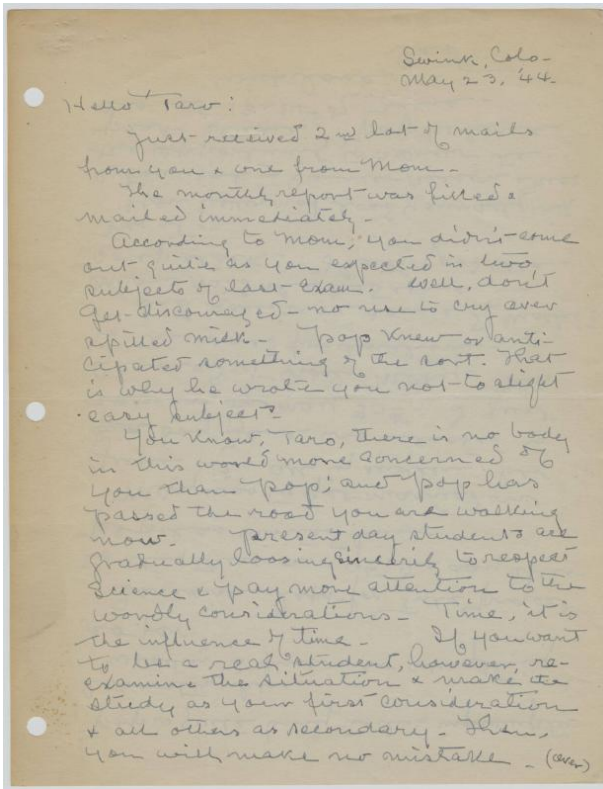 Swink, Colo-
May 23, '44.
Hello Taro:
Just received 2nd lot of mails
from you & one from Mom-
The monthly report was filled &
mailed immediately-
According to Mom, you didn't come
out quite as you expected in two
subjects of last exam. Well, don't
get discouraged- no use to cry over
spilled milk- Pop knew or anti-
cipated something of the sort. That
is why he wrote you not to slight
easy subjects-
You know, Taro, there is no body
in this world more concerned of
you than Pop; and Pop has
passed the road you are walking
now. Present day students are
gradually loosing sincerity to respect
science & pay more attention to the
wordly considerations- Time, it is
the influence of time- If you want
to be a real student, however, re-
examine the situation & make the
study as your first consideration
& all others as secondary- Then,
you will make no mistake- (over)